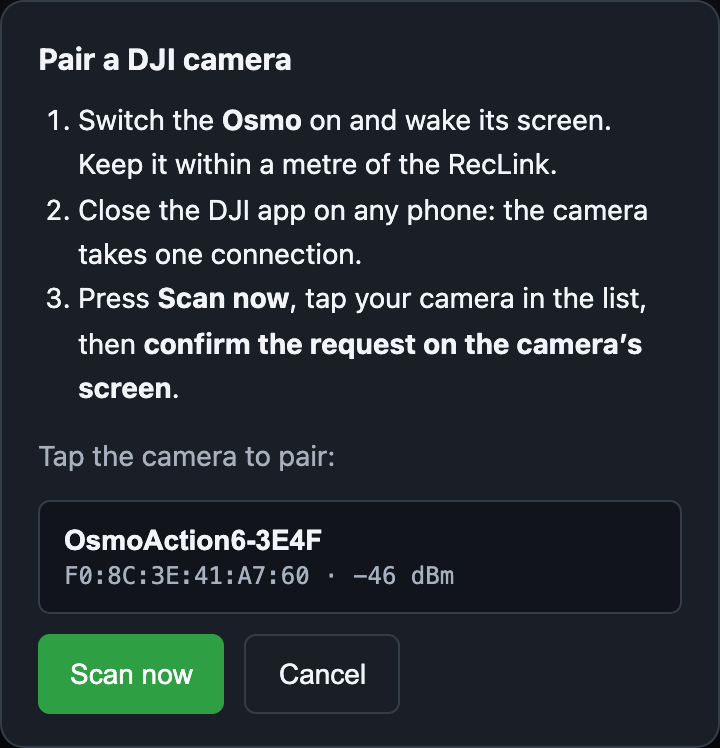 Pair a DJI camera
1. Switch the Osmo on and wake its screen.
Keep it within a metre of the RecLink.
2. Close the DJI app on any phone: the camera
takes one connection.
3. Press Scan now, tap your camera in the list,
then confirm the request on the camera’s
screen.
Tap the camera to pair:
OsmoAction6-3E4F
F0:8C:3E:41:A7:60 · −46 dBm
Scan now
Cancel